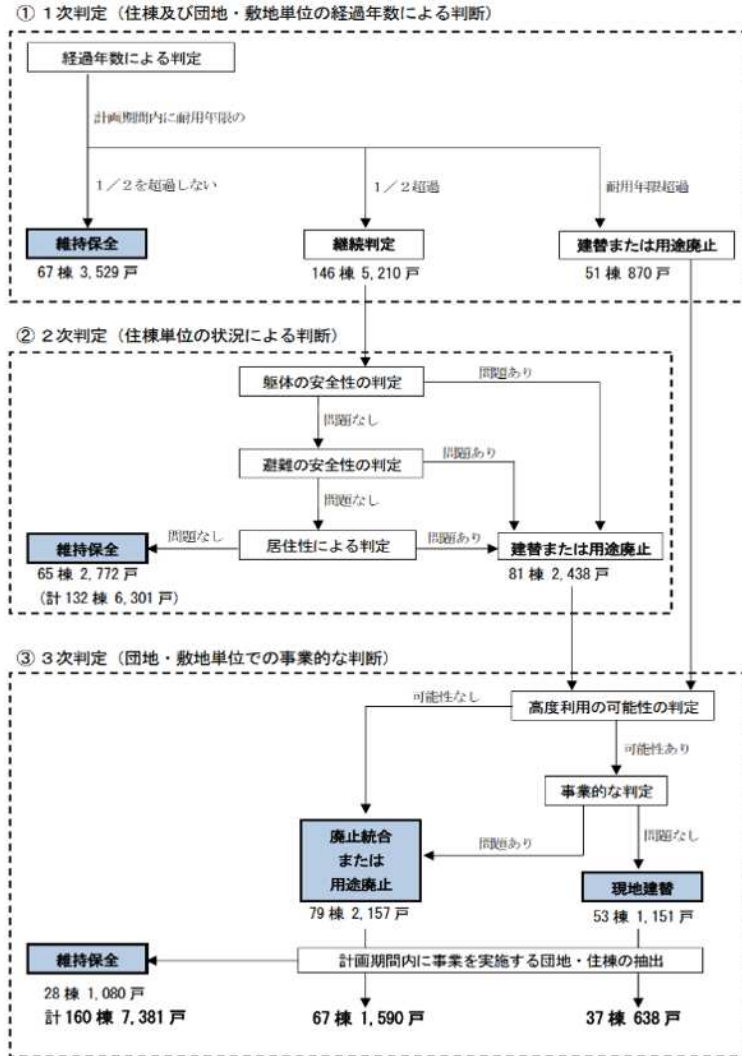 ① 1次判定（住棟及び団地・敷地単位の経過年数による判断）
経過年数による判定
計画期間内に耐用年限の
1／2を超過しない
1／2超過
耐用年限超過
維持保全
継続判定
建替または用途廃止
67 棟 3,529 戸
146 棟 5,210 戸
51 棟 870 戸
② 2次判定（住棟単位の状況による判断）
躯体の安全性の判定
問題あり
問題なし
避難の安全性の判定
問題あり
問題なし
維持保全
問題なし
居住性による判定
問題あり
建替または用途廃止
65 棟 2,772 戸
81 棟 2,438 戸
（計 132 棟 6,301 戸）
③ 3次判定（団地・敷地単位での事業的な判断）
可能性なし
高度利用の可能性の判定
可能性あり
事業的な判定
廃止統合
または
用途廃止
問題あり
問題なし
現地建替
79 棟 2,157 戸
53 棟 1,151 戸
維持保全
計画期間内に事業を実施する団地・住棟の抽出
28 棟 1,080 戸
計 160 棟 7,381 戸
67 棟 1,590 戸
37 棟 638 戸